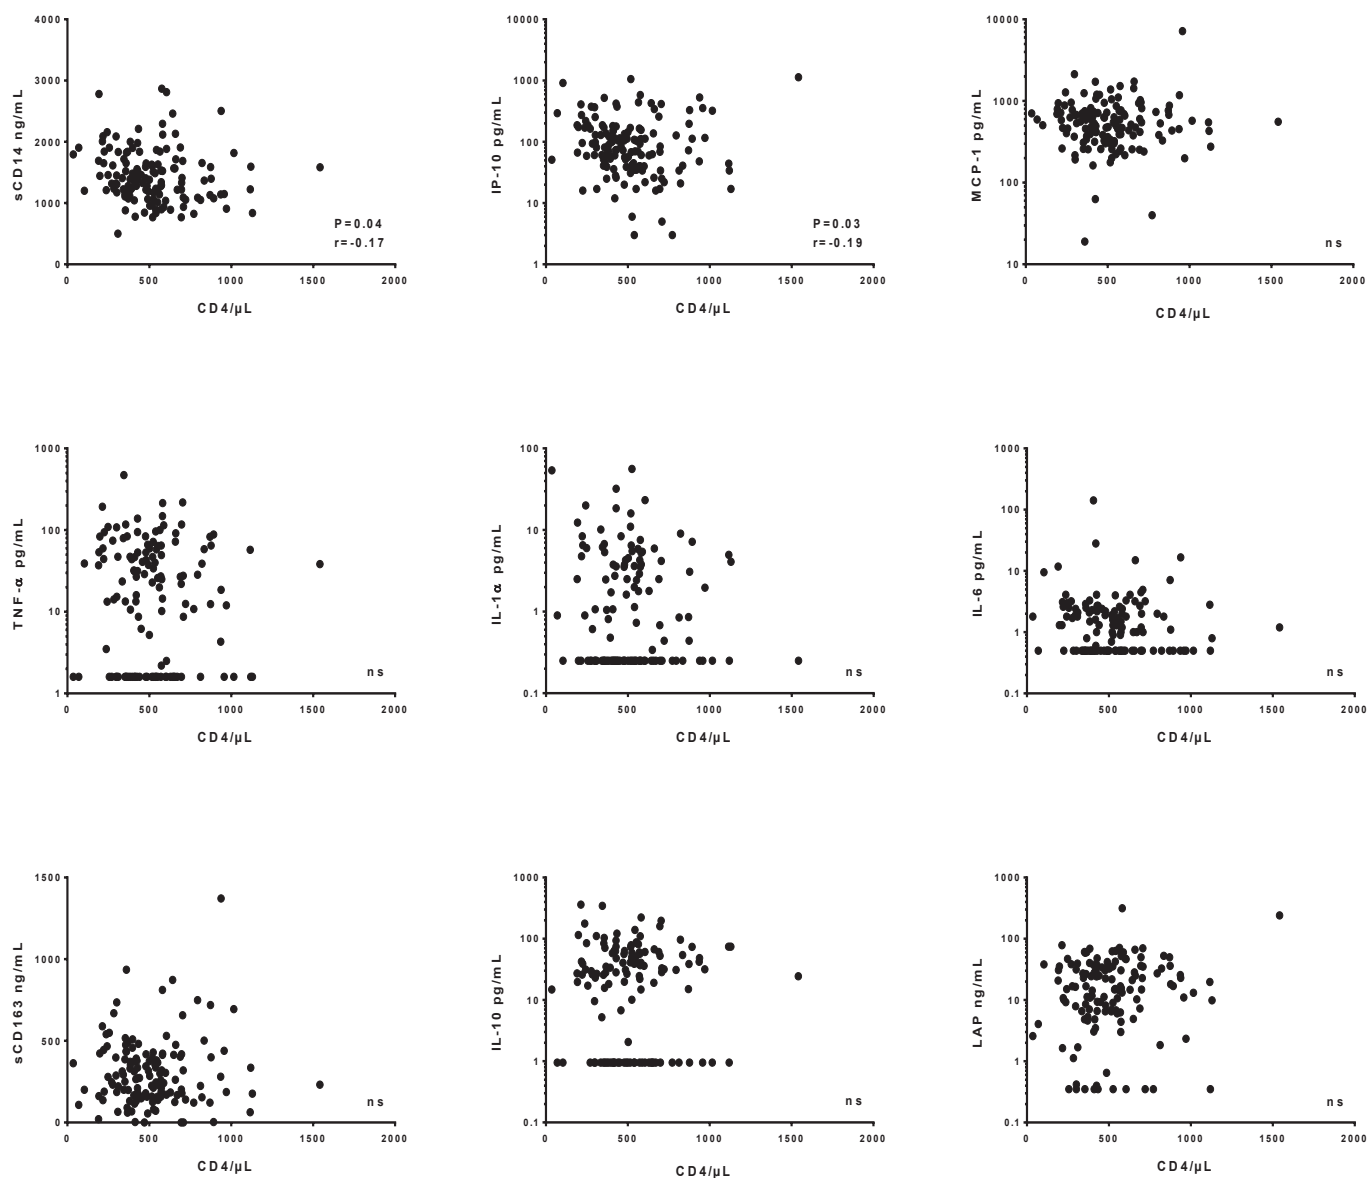 sCD14 ng/mL
4000
3000
2000
1000
0
P=0.04
r=-0.17
0 500 1000 1500 2000
CD4/µL
IP-10 pg/mL
10000
1000
100
10
1
P=0.03
r=-0.19
0 500 1000 1500 2000
CD4/µL
MCP-1 pg/mL
10000
1000
100
10
ns
0 500 1000 1500 2000
CD4/µL
TNF-α pg/mL
1000
100
10
1
ns
0 500 1000 1500 2000
CD4/µL
IL-1α pg/mL
100
10
1
0.1
ns
0 500 1000 1500 2000
CD4/µL
IL-6 pg/mL
1000
100
10
1
0.1
ns
0 500 1000 1500 2000
CD4/µL
sCD163 ng/mL
1500
1000
500
0
ns
0 500 1000 1500 2000
CD4/µL
IL-10 pg/mL
1000
100
10
1
0.1
ns
0 500 1000 1500 2000
CD4/µL
LAP ng/mL
1000
100
10
1
0.1
ns
0 500 1000 1500 2000
CD4/µL